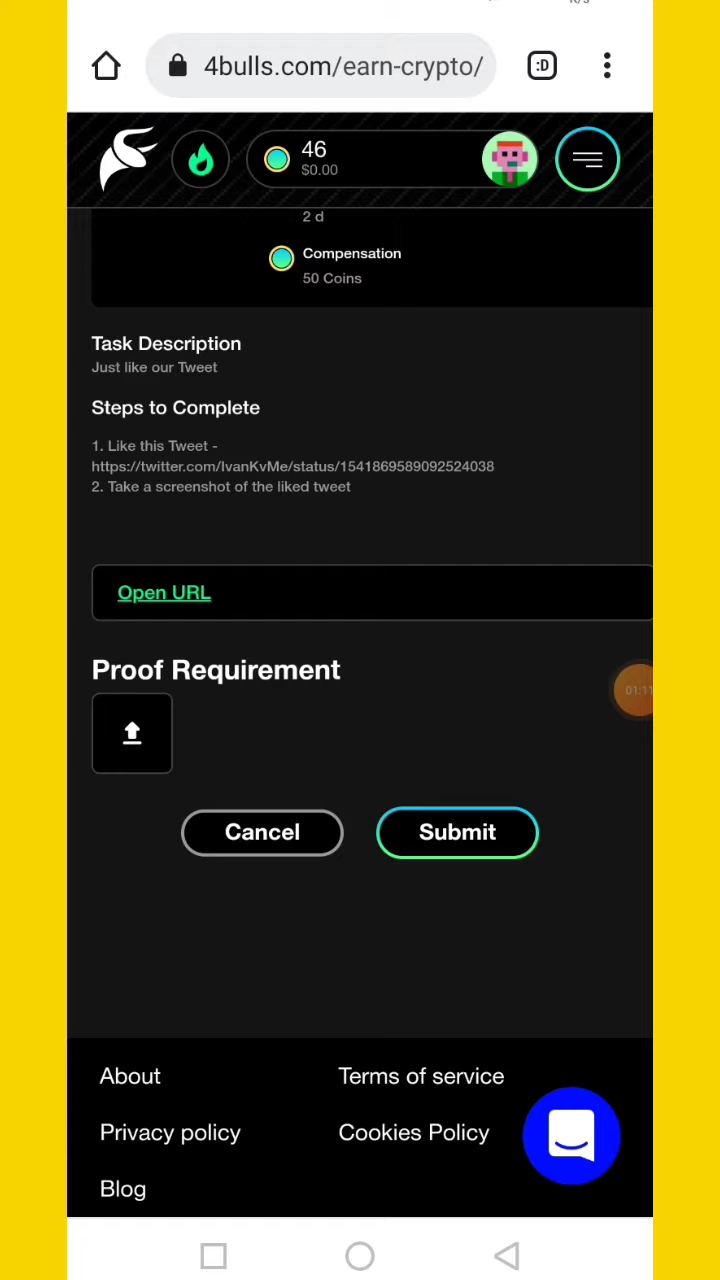 4bulls.com/earn-crypto/
:D
46
$0.00
2 d
Compensation
50 Coins
Task Description
Just like our Tweet
Steps to Complete
1. Like this Tweet -
https://twitter.com/IvanKvMe/status/1541869589092524038
2. Take a screenshot of the liked tweet
Open URL
Proof Requirement
01:11
Cancel
Submit
About
Terms of service
Privacy policy
Cookies Policy
Blog